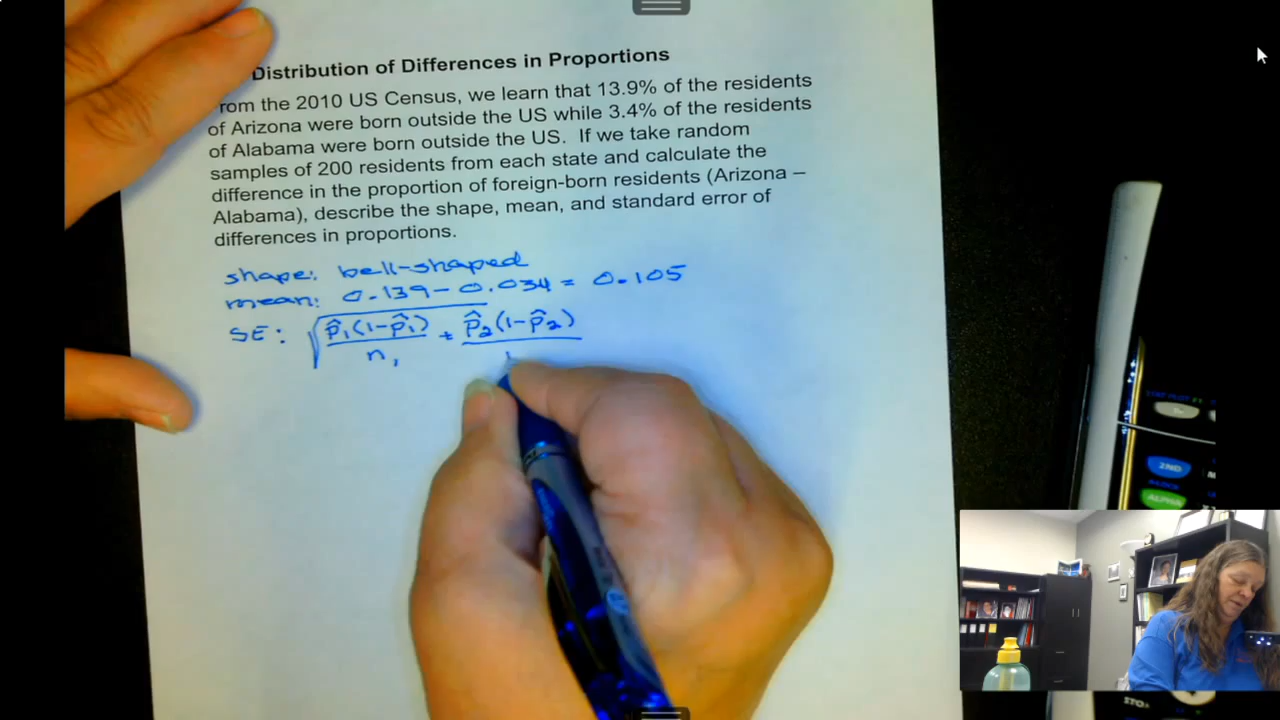 Distribution of Differences in Proportions
rom the 2010 US Census, we learn that 13.9% of the residents
of Arizona were born outside the US while 3.4% of the residents
of Alabama were born outside the US. If we take random
samples of 200 residents from each state and calculate the
difference in the proportion of foreign-born residents (Arizona –
Alabama), describe the shape, mean, and standard error of
differences in proportions.
shape: bell-shaped
mean: 0.139 - 0.034 = 0.105
SE: √ p̂₁(1-p̂₁)/n₁ + p̂₂(1-p̂₂)
2ND
ALPHA
STO▸